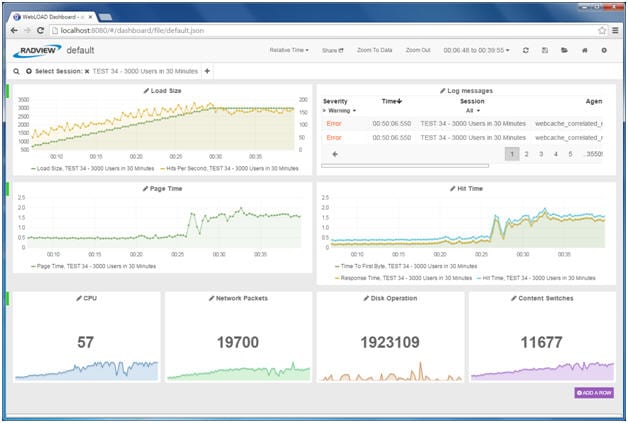 WebLOAD Dashboard - d
localhost:8080/#/dashboard/file/default.json
RADVIEW default Relative Time Share Zoom To Data Zoom Out 00:06:48 to 00:39:55
Select Session: TEST 34 - 3000 Users in 30 Minutes
Load Size
3500
3000
2500
2000
1500
1000
500
200
150
100
50
0
00:10 00:15 00:20 00:25 00:30 00:35
Load Size, TEST 34 - 3000 Users in 30 Minutes Hits Per Second, TEST 34 - 3000 Users in 30 Minutes
Log messages
Severity Time Session Agen
> Warning All
Error 00:50:06:550 TEST 34 - 3000 Users in 30 Minutes webcache_correlated_r
Error 00:50:06:550 TEST 34 - 3000 Users in 30 Minutes webcache_correlated_r
1 2 3 4 5
Page Time
2.5
2.0
1.5
1.0
0.5
0
00:10 00:15 00:20 00:25 00:30 00:35
Page Time, TEST 34 - 3000 Users in 30 Minutes
Hit Time
2.5
2.0
1.5
1.0
0.5
0
00:10 00:15 00:20 00:25 00:30 00:35
Time To First Byte, TEST 34 - 3000 Users in 30 Minutes
Response Time, TEST 34 - 3000 Users in 30 Minutes Hit Time, TEST 34 - 3000 Users in 30 Minutes
CPU
57
Network Packets
19700
Disk Operation
1923109
Content Switches
11677
ADD A ROW